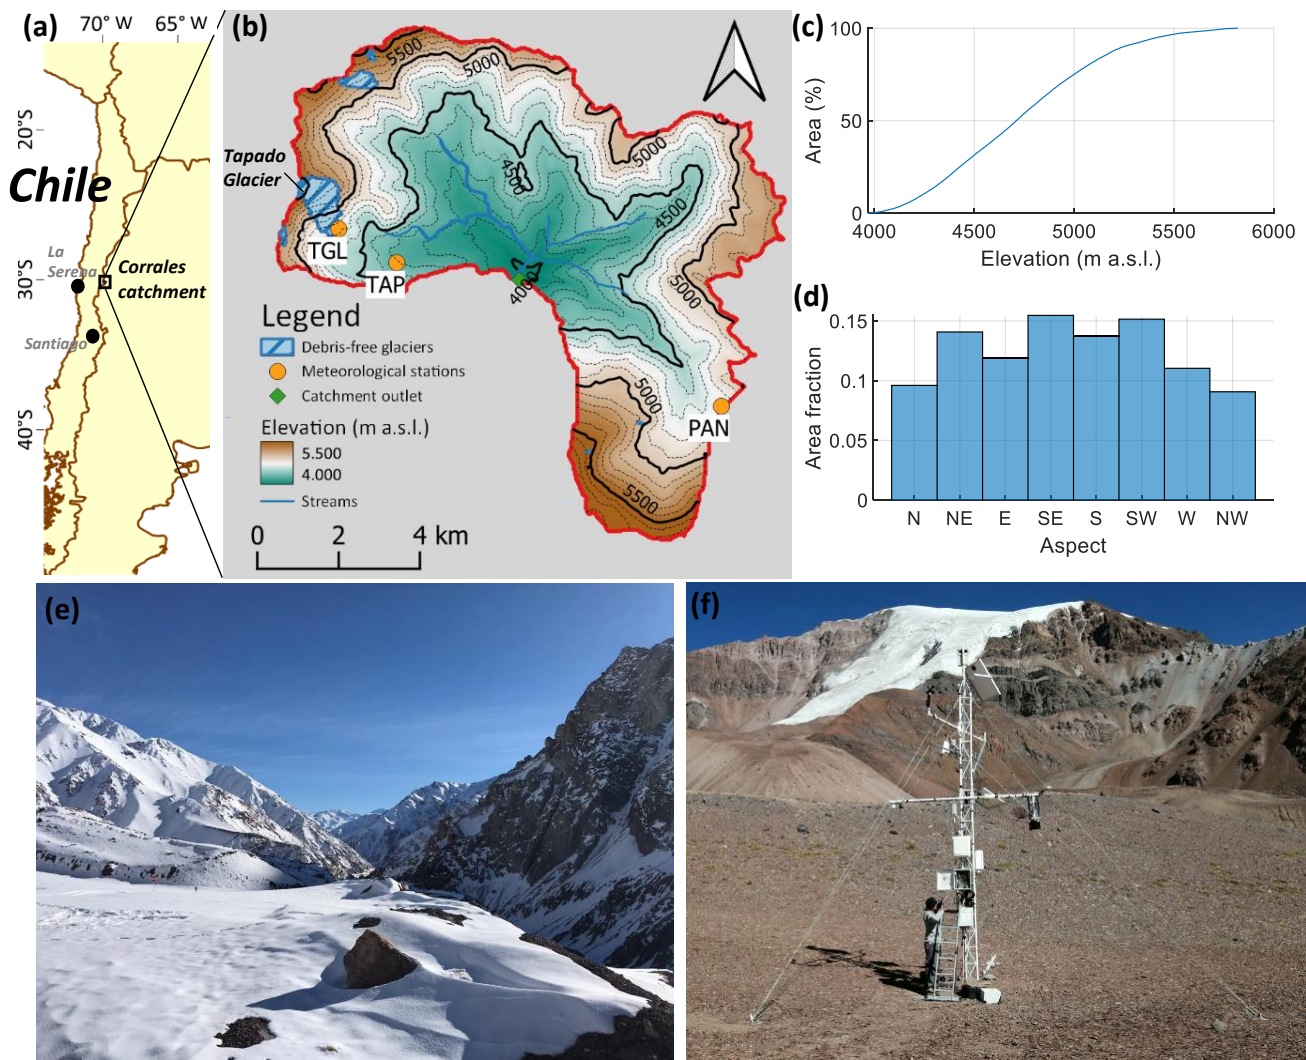 (a)
70° W 65° W
20°S
30°S
40°S
Chile
La
Serena
Corrales
catchment
Santiago
(b)
5500
5000
5000
4500
4500
4000
5000
5000
5500
Tapado
Glacier
TGL
TAP
PAN
Legend
Debris-free glaciers
Meteorological stations
Catchment outlet
Elevation (m a.s.l.)
5.500
4.000
Streams
0 2 4 km
(c)
100
50
0
Area (%)
4000 4500 5000 5500 6000
Elevation (m a.s.l.)
(d)
0.15
0.1
0.05
0
Area fraction
N NE E SE S SW W NW
Aspect
(e)
(f)